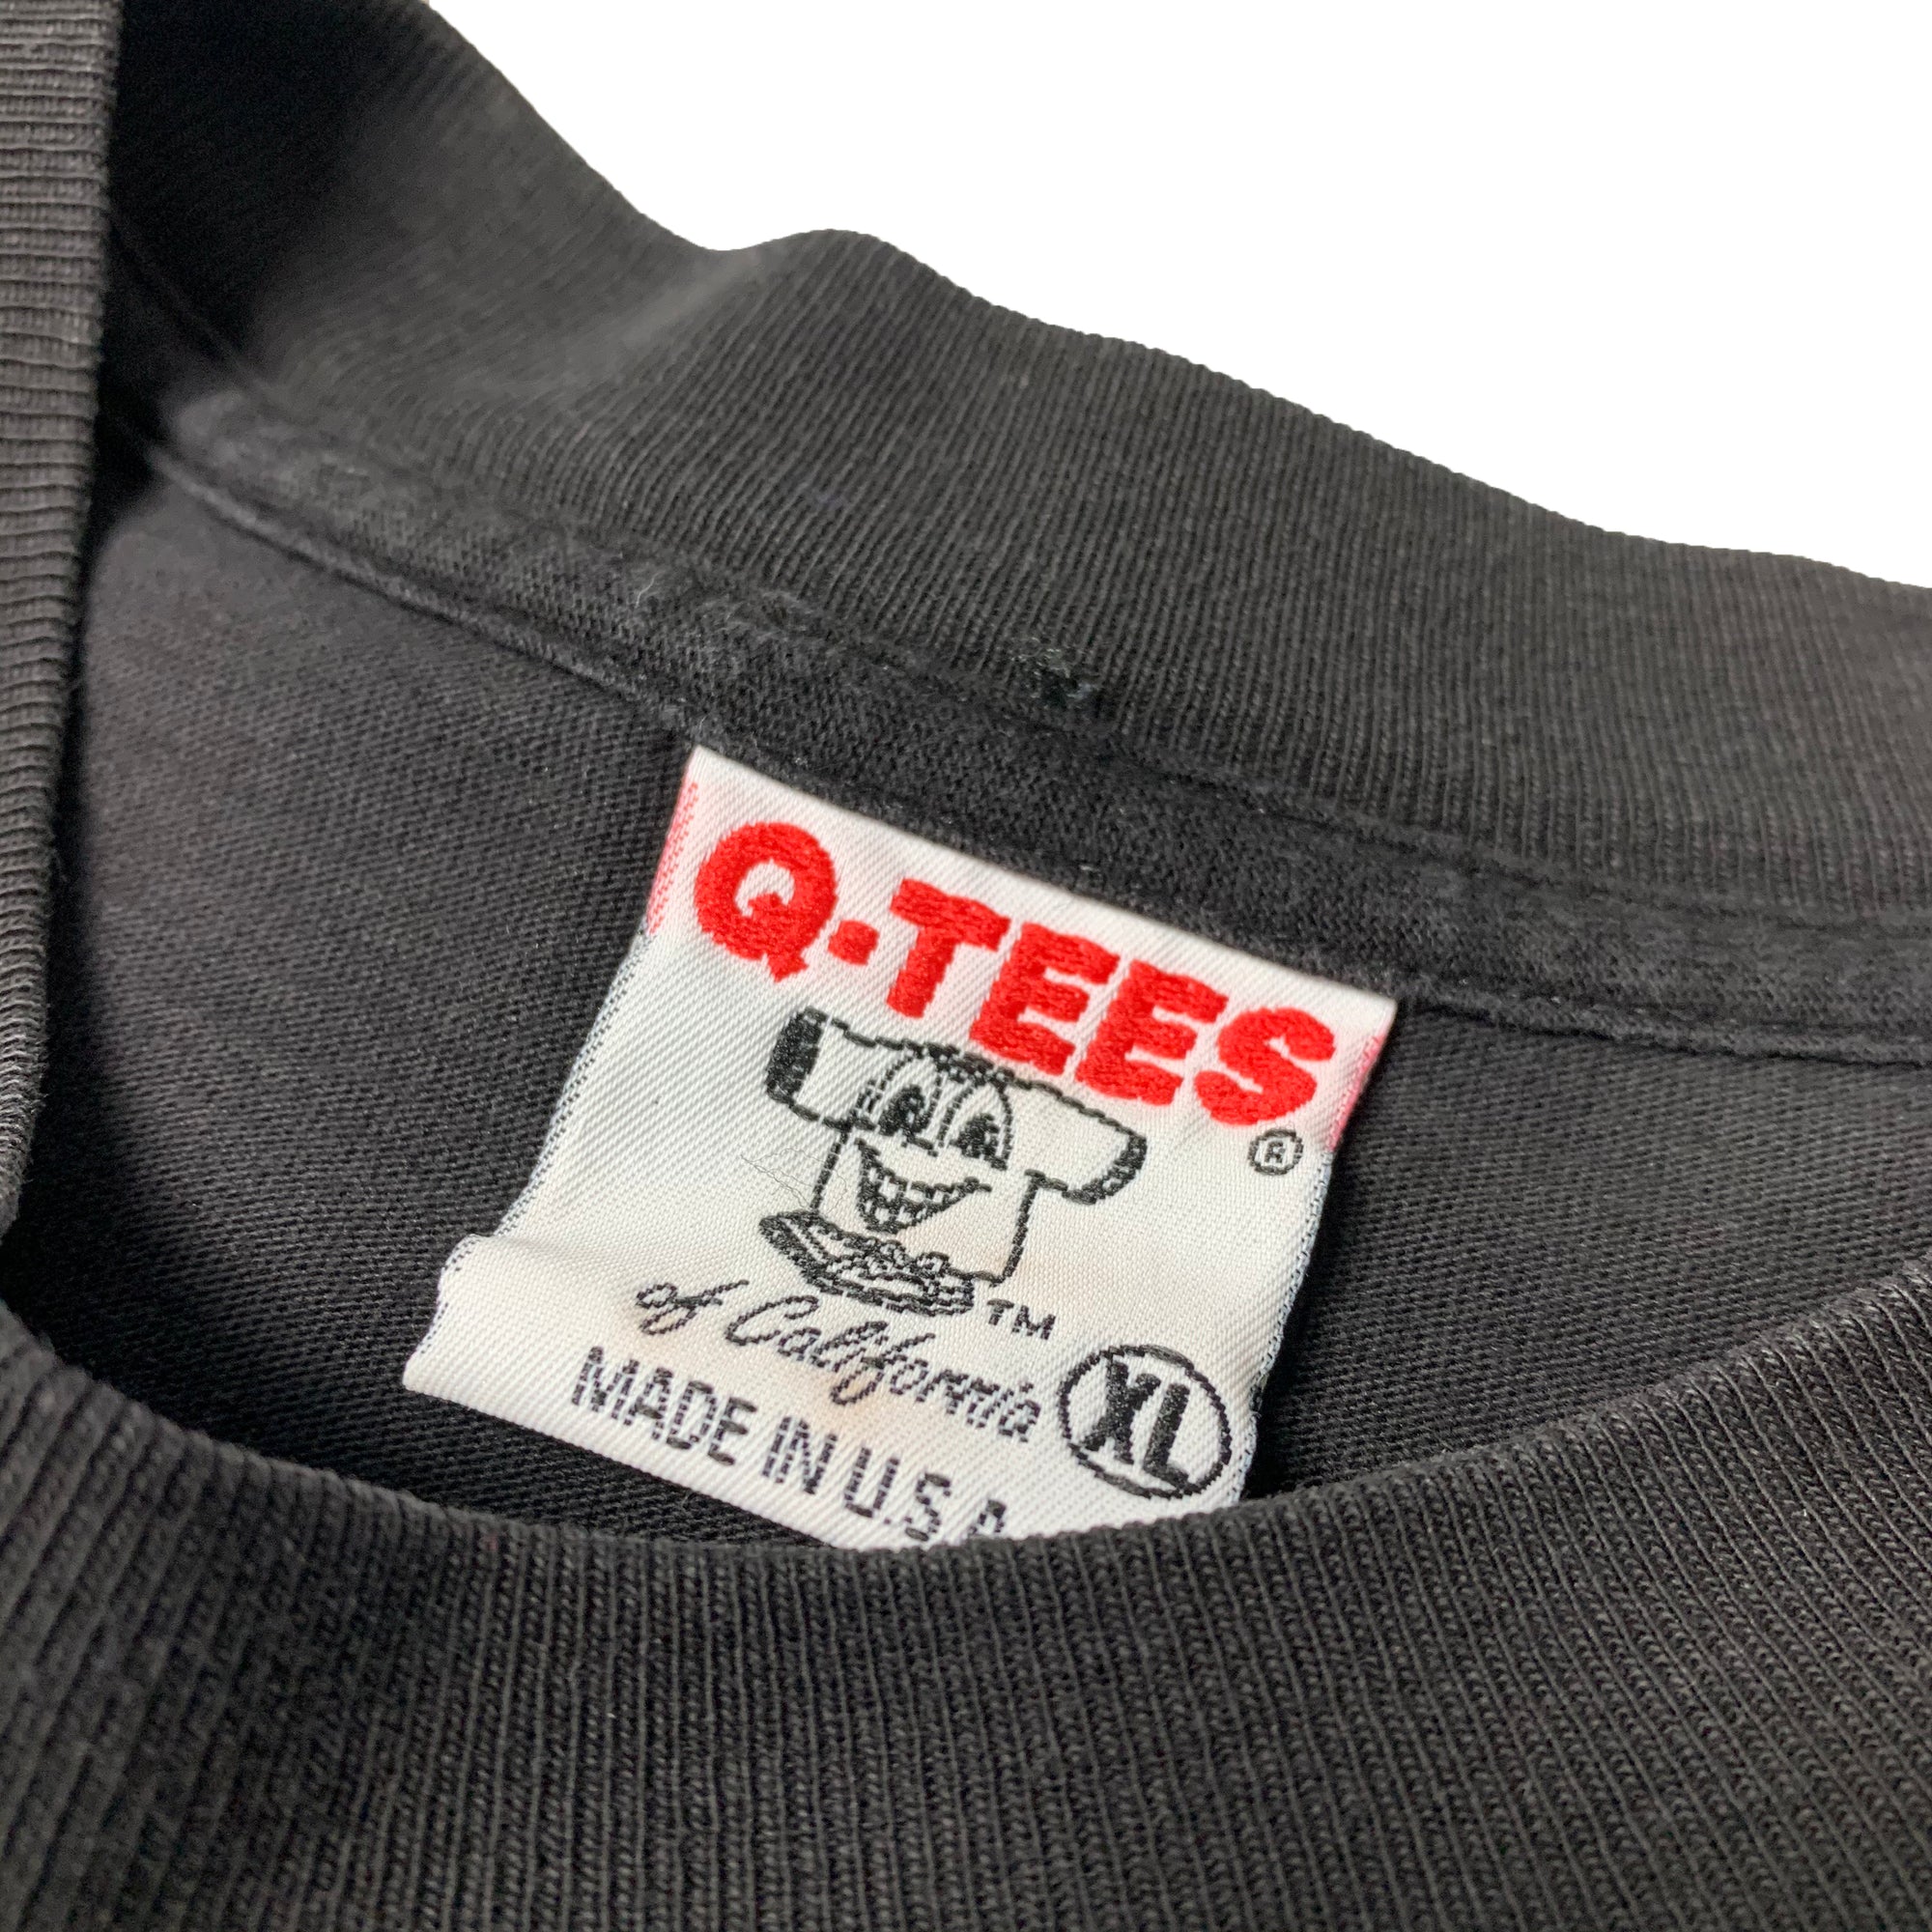 Q·TEES
®
TM
of California
XL
MADE IN U.S.A